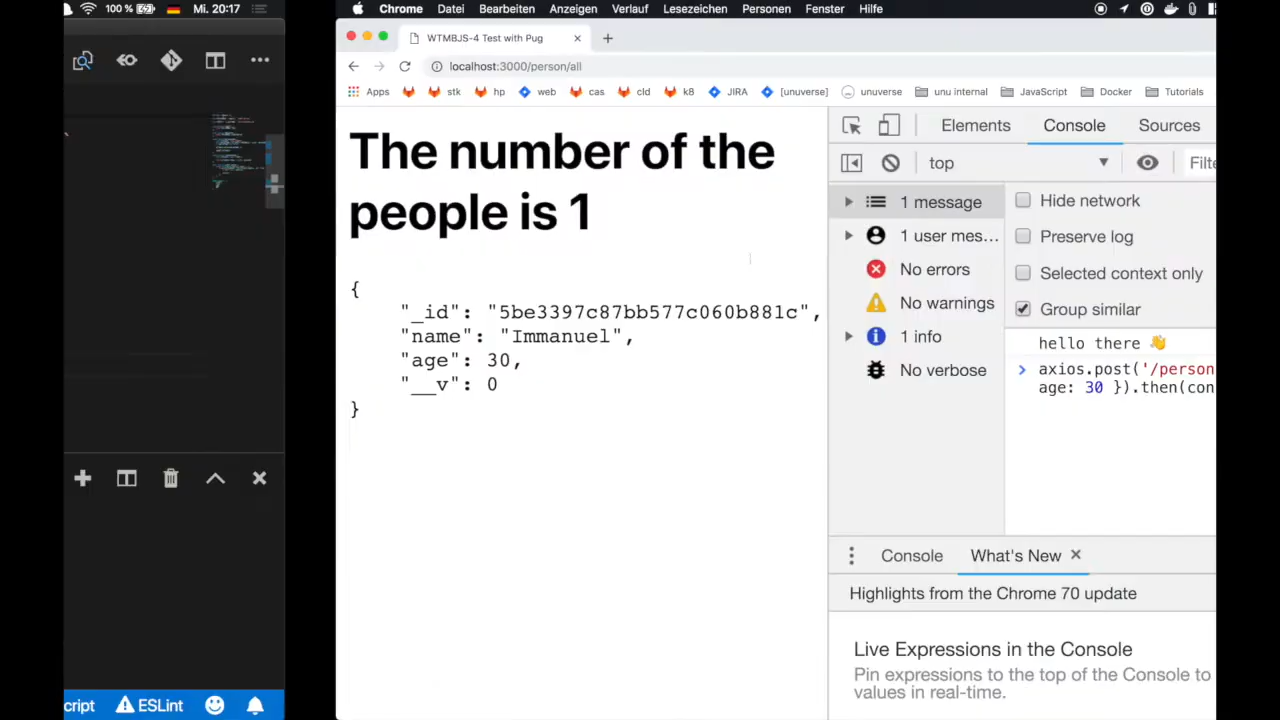 100 % Mi. 20:17
Chrome Datei Bearbeiten Anzeigen Verlauf Lesezeichen Personen Fenster Hilfe
WTMBJS-4 Test with Pug
localhost:3000/person/all
Apps stk hp web cas cld k8 JIRA [unuverse] unuverse unu internal JavaScript Docker Tutorials
The number of the
people is 1
{
"_id": "5be3397c87bb577c060b881c",
"name": "Immanuel",
"age": 30,
"__v": 0
}
Elements Console Sources
top Filte
1 message
1 user mes…
No errors
No warnings
1 info
No verbose
Hide network
Preserve log
Selected context only
Group similar
hello there 👋
axios.post('/person
age: 30 }).then(con
Console What's New
Highlights from the Chrome 70 update
Live Expressions in the Console
Pin expressions to the top of the Console to
values in real-time.
cript ESLint